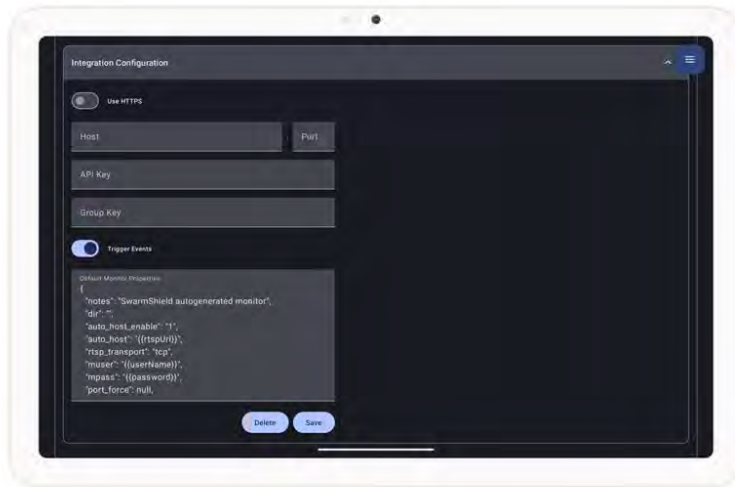 Integration Configuration
Use HTTPS
Host : Port
API Key
Group Key
Trigger Events
Default Monitor Properties
{
"notes": "SwarmShield autogenerated monitor",
"dir": "",
"auto_host_enable": "1",
"auto_host": "{{rtspUrl}}",
"rtsp_transport": "tcp",
"muser": "{{userName}}",
"mpass": "{{password}}",
"port_force": null,
Delete Save